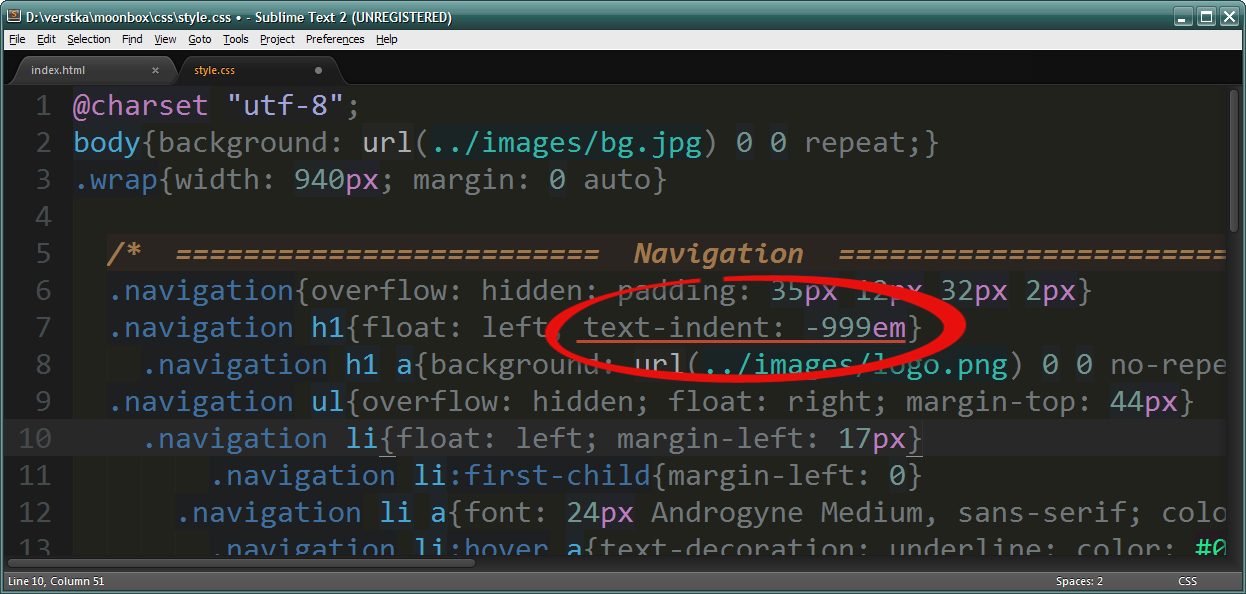 D:\verstka\moonbox\css\style.css • - Sublime Text 2 (UNREGISTERED)
File Edit Selection Find View Goto Tools Project Preferences Help
index.html × style.css
1 @charset "utf-8";
2 body{background: url(../images/bg.jpg) 0 0 repeat;}
3 .wrap{width: 940px; margin: 0 auto}
4
5 /* ========================= Navigation =======================
6 .navigation{overflow: hidden; padding: 35px 12px 32px 2px}
7 .navigation h1{float: left; text-indent: -999em}
8 .navigation h1 a{background: url(../images/logo.png) 0 0 no-repe
9 .navigation ul{overflow: hidden; float: right; margin-top: 44px}
10 .navigation li{float: left; margin-left: 17px}
11 .navigation li:first-child{margin-left: 0}
12 .navigation li a{font: 24px Androgyne Medium, sans-serif; colo
13 .navigation li:hover a{text-decoration: underline; color: #0
Line 10, Column 51 Spaces: 2 CSS